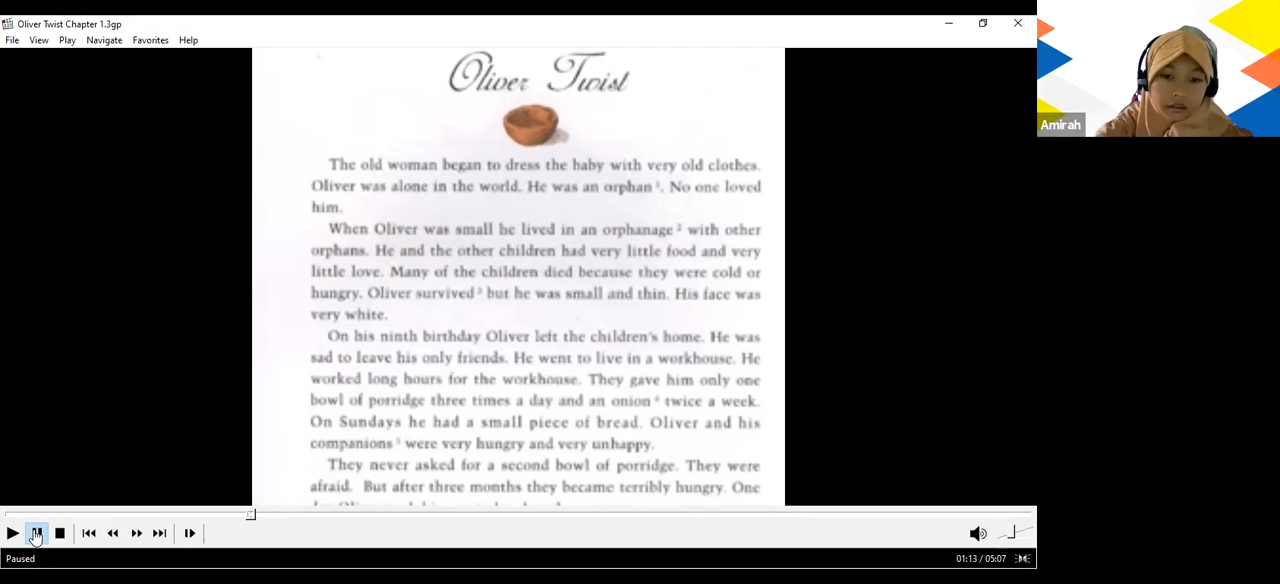 Oliver Twist Chapter 1.3gp
File View Play Navigate Favorites Help
Oliver Twist
The old woman began to dress the baby with very old clothes.
Oliver was alone in the world. He was an orphan ¹. No one loved
him.
When Oliver was small he lived in an orphanage ² with other
orphans. He and the other children had very little food and very
little love. Many of the children died because they were cold or
hungry. Oliver survived ³ but he was small and thin. His face was
very white.
On his ninth birthday Oliver left the children's home. He was
sad to leave his only friends. He went to live in a workhouse. He
worked long hours for the workhouse. They gave him only one
bowl of porridge three times a day and an onion ⁴ twice a week.
On Sundays he had a small piece of bread. Oliver and his
companions ⁵ were very hungry and very unhappy.
They never asked for a second bowl of porridge. They were
afraid. But after three months they became terribly hungry. One
Paused
01:13 / 05:07
Amirah